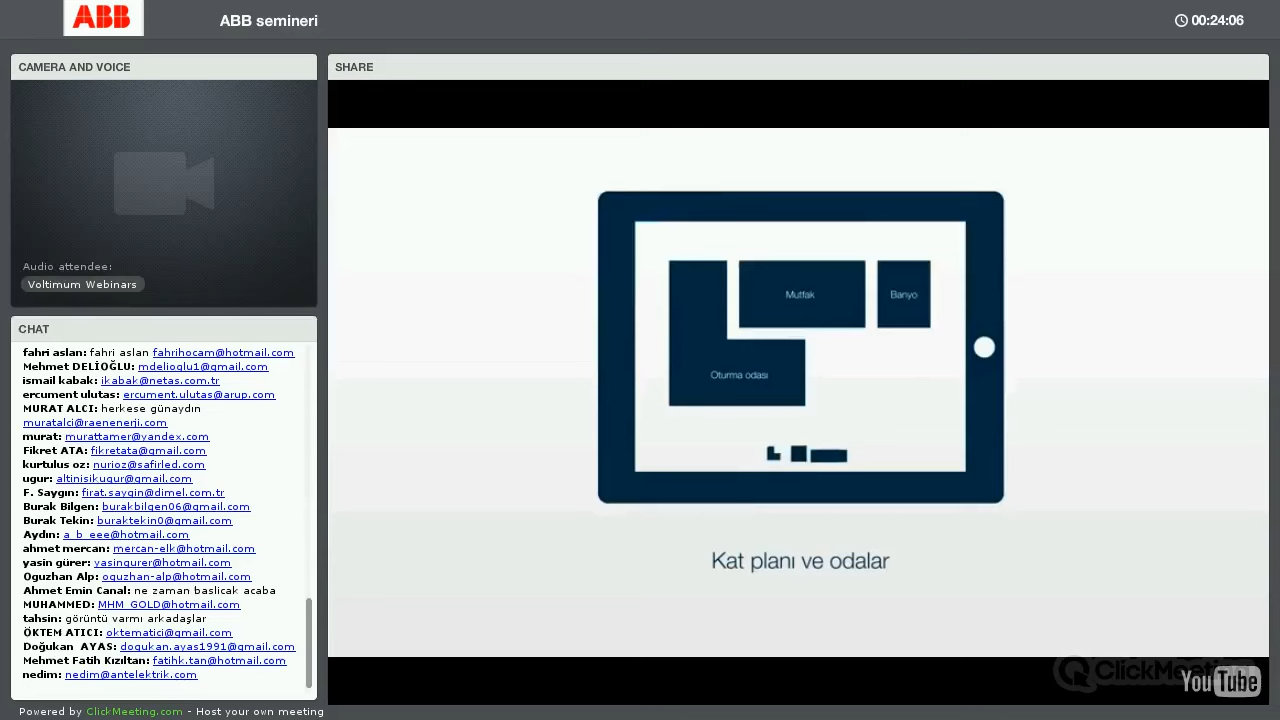 ABB
ABB semineri
00:24:06
CAMERA AND VOICE
Audio attendee:
Voltimum Webinars
CHAT
fahri aslan: fahri aslan fahrihocam@hotmail.com
Mehmet DELİOĞLU: mdelioglu1@gmail.com
ismail kabak: ikabak@netas.com.tr
ercument ulutas: ercument.ulutas@arup.com
MURAT ALCI: herkese günaydın
muratalci@raenenerji.com
murat: murattamer@yandex.com
Fikret ATA: fikretata@gmail.com
kurtulus oz: nurioz@safirled.com
ugur: altinisikugur@gmail.com
F. Saygın: firat.saygin@dimel.com.tr
Burak Bilgen: burakbilgen06@gmail.com
Burak Tekin: buraktekin0@gmail.com
Aydın: a_b_eee@hotmail.com
ahmet mercan: mercan-elk@hotmail.com
yasin gürer: yasingurer@hotmail.com
Oguzhan Alp: oguzhan-alp@hotmail.com
Ahmet Emin Canal: ne zaman baslicak acaba
MUHAMMED: MHM_GOLD@hotmail.com
tahsin: görüntü varmı arkadaşlar
ÖKTEM ATICI: oktematici@gmail.com
Doğukan AYAS: dogukan.ayas1991@gmail.com
Mehmet Fatih Kızıltan: fatihk.tan@hotmail.com
nedim: nedim@antelektrik.com
Powered by ClickMeeting.com - Host your own meeting
SHARE
Mutfak
Banyo
Oturma odası
Kat planı ve odalar
ClickMeeting
YouTube